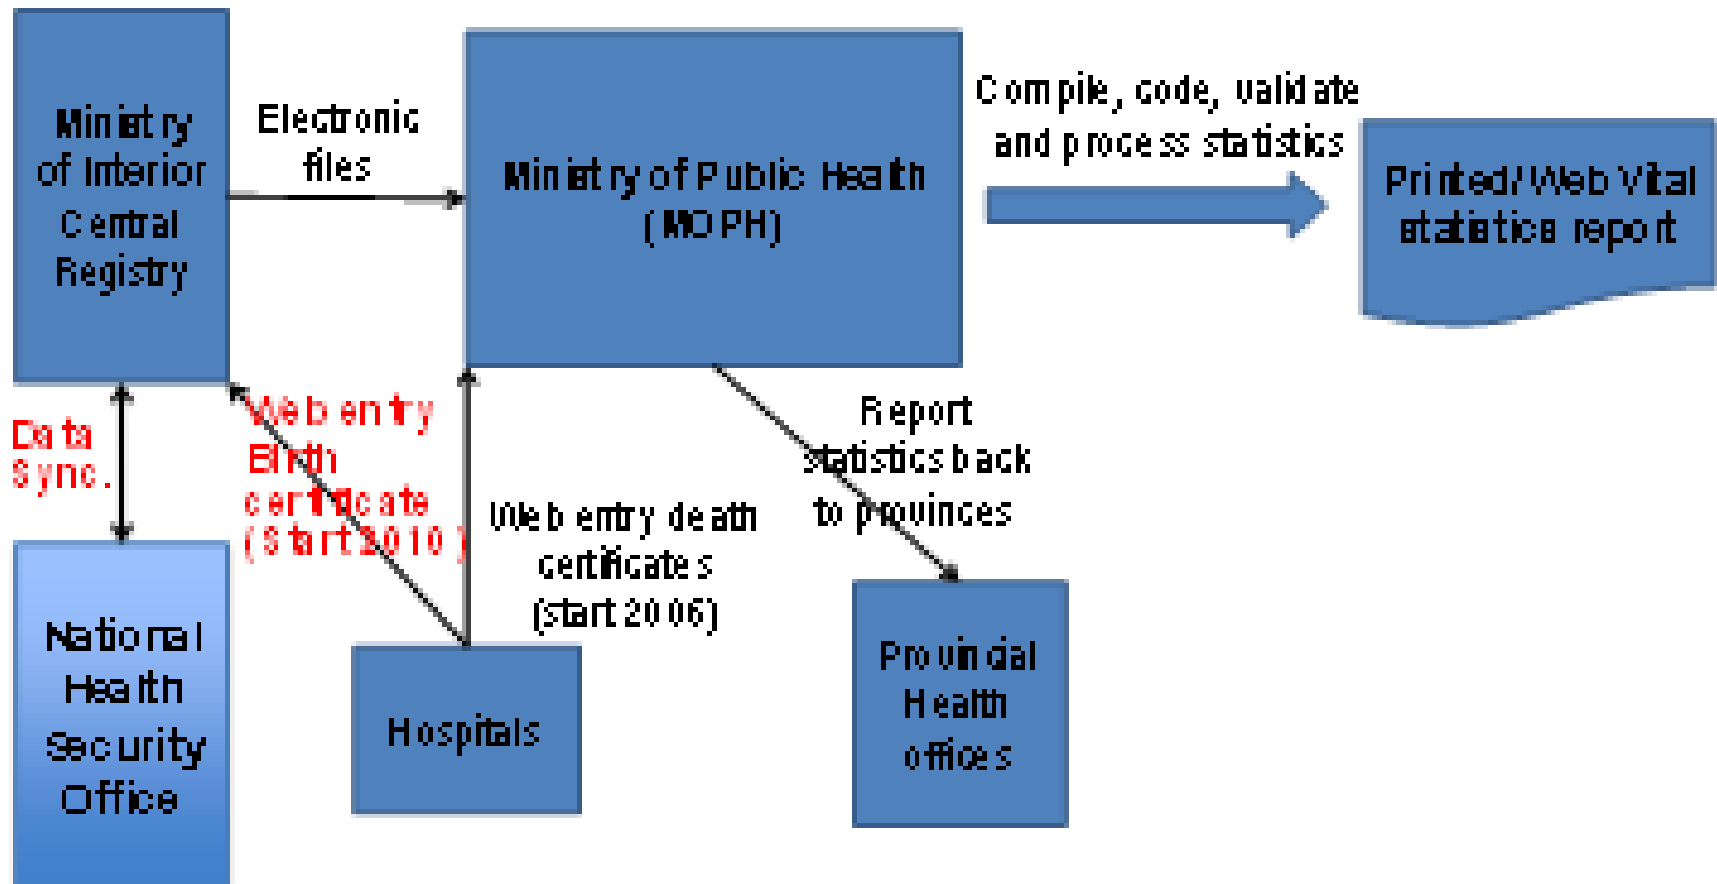 Ministry
of Interior
Central
Registry
Electronic
files
Ministry of Public Health
(MOPH)
Compile, code, validate
and process statistics
Printed/Web Vital
statistics report
Data
Sync.
Web entry
Birth
certificate
(Start 2010)
Web entry death
certificates
(start 2006)
Report
statistics back
to provinces
National
Health
Security
Office
Hospitals
Provincial
Health
offices